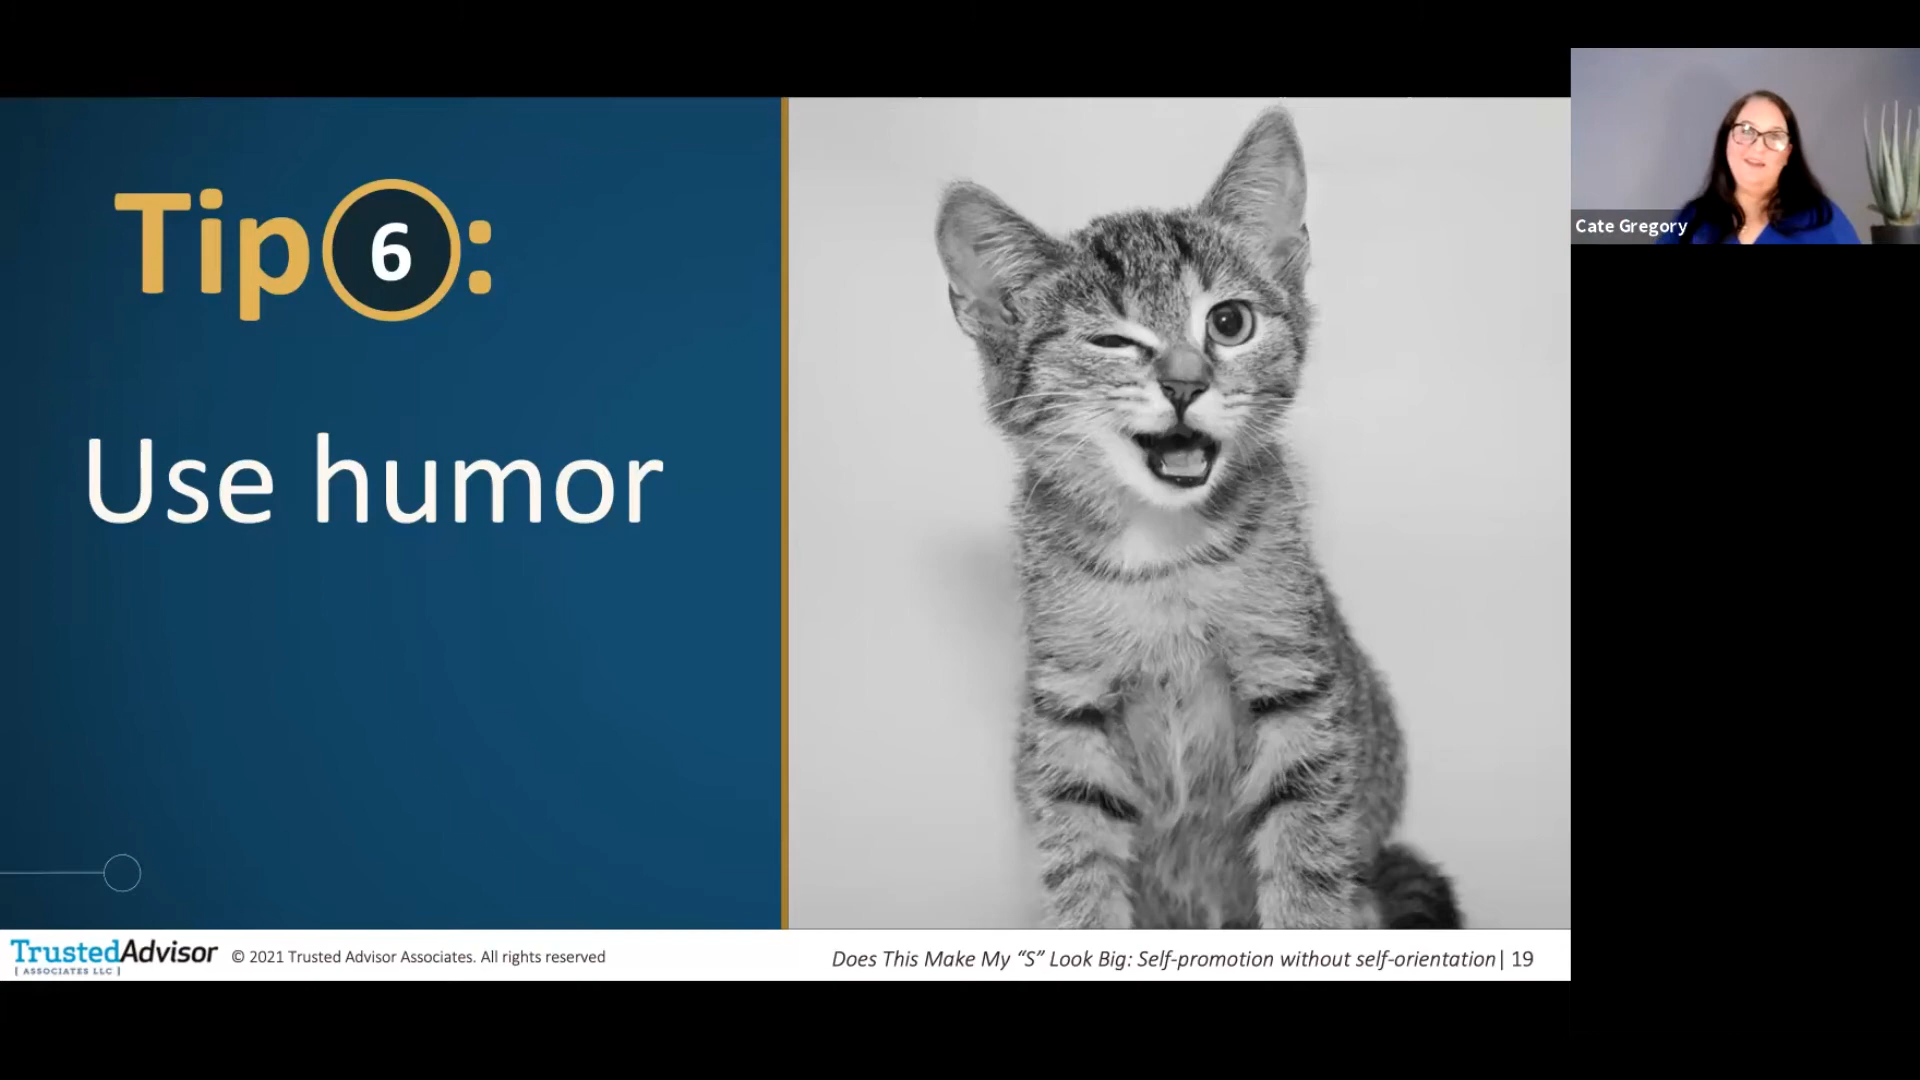 Tip 6:
Use humor
Cate Gregory
TrustedAdvisor
| ASSOCIATES LLC |
© 2021 Trusted Advisor Associates. All rights reserved
Does This Make My “S” Look Big: Self-promotion without self-orientation| 19